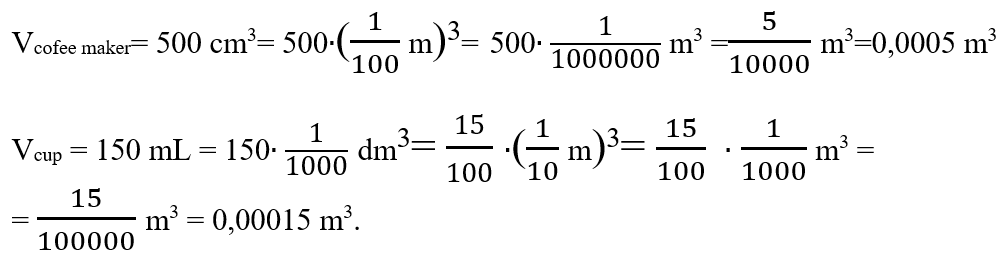 V_cofee maker= 500 cm³= 500·(1/100 m)³= 500· 1/1000000 m³ =5/10000 m³=0,0005 m³
V_cup = 150 mL = 150· 1/1000 dm³= 15/100 ·(1/10 m)³= 15/100 · 1/1000 m³ =
= 15/100000 m³ = 0,00015 m³.